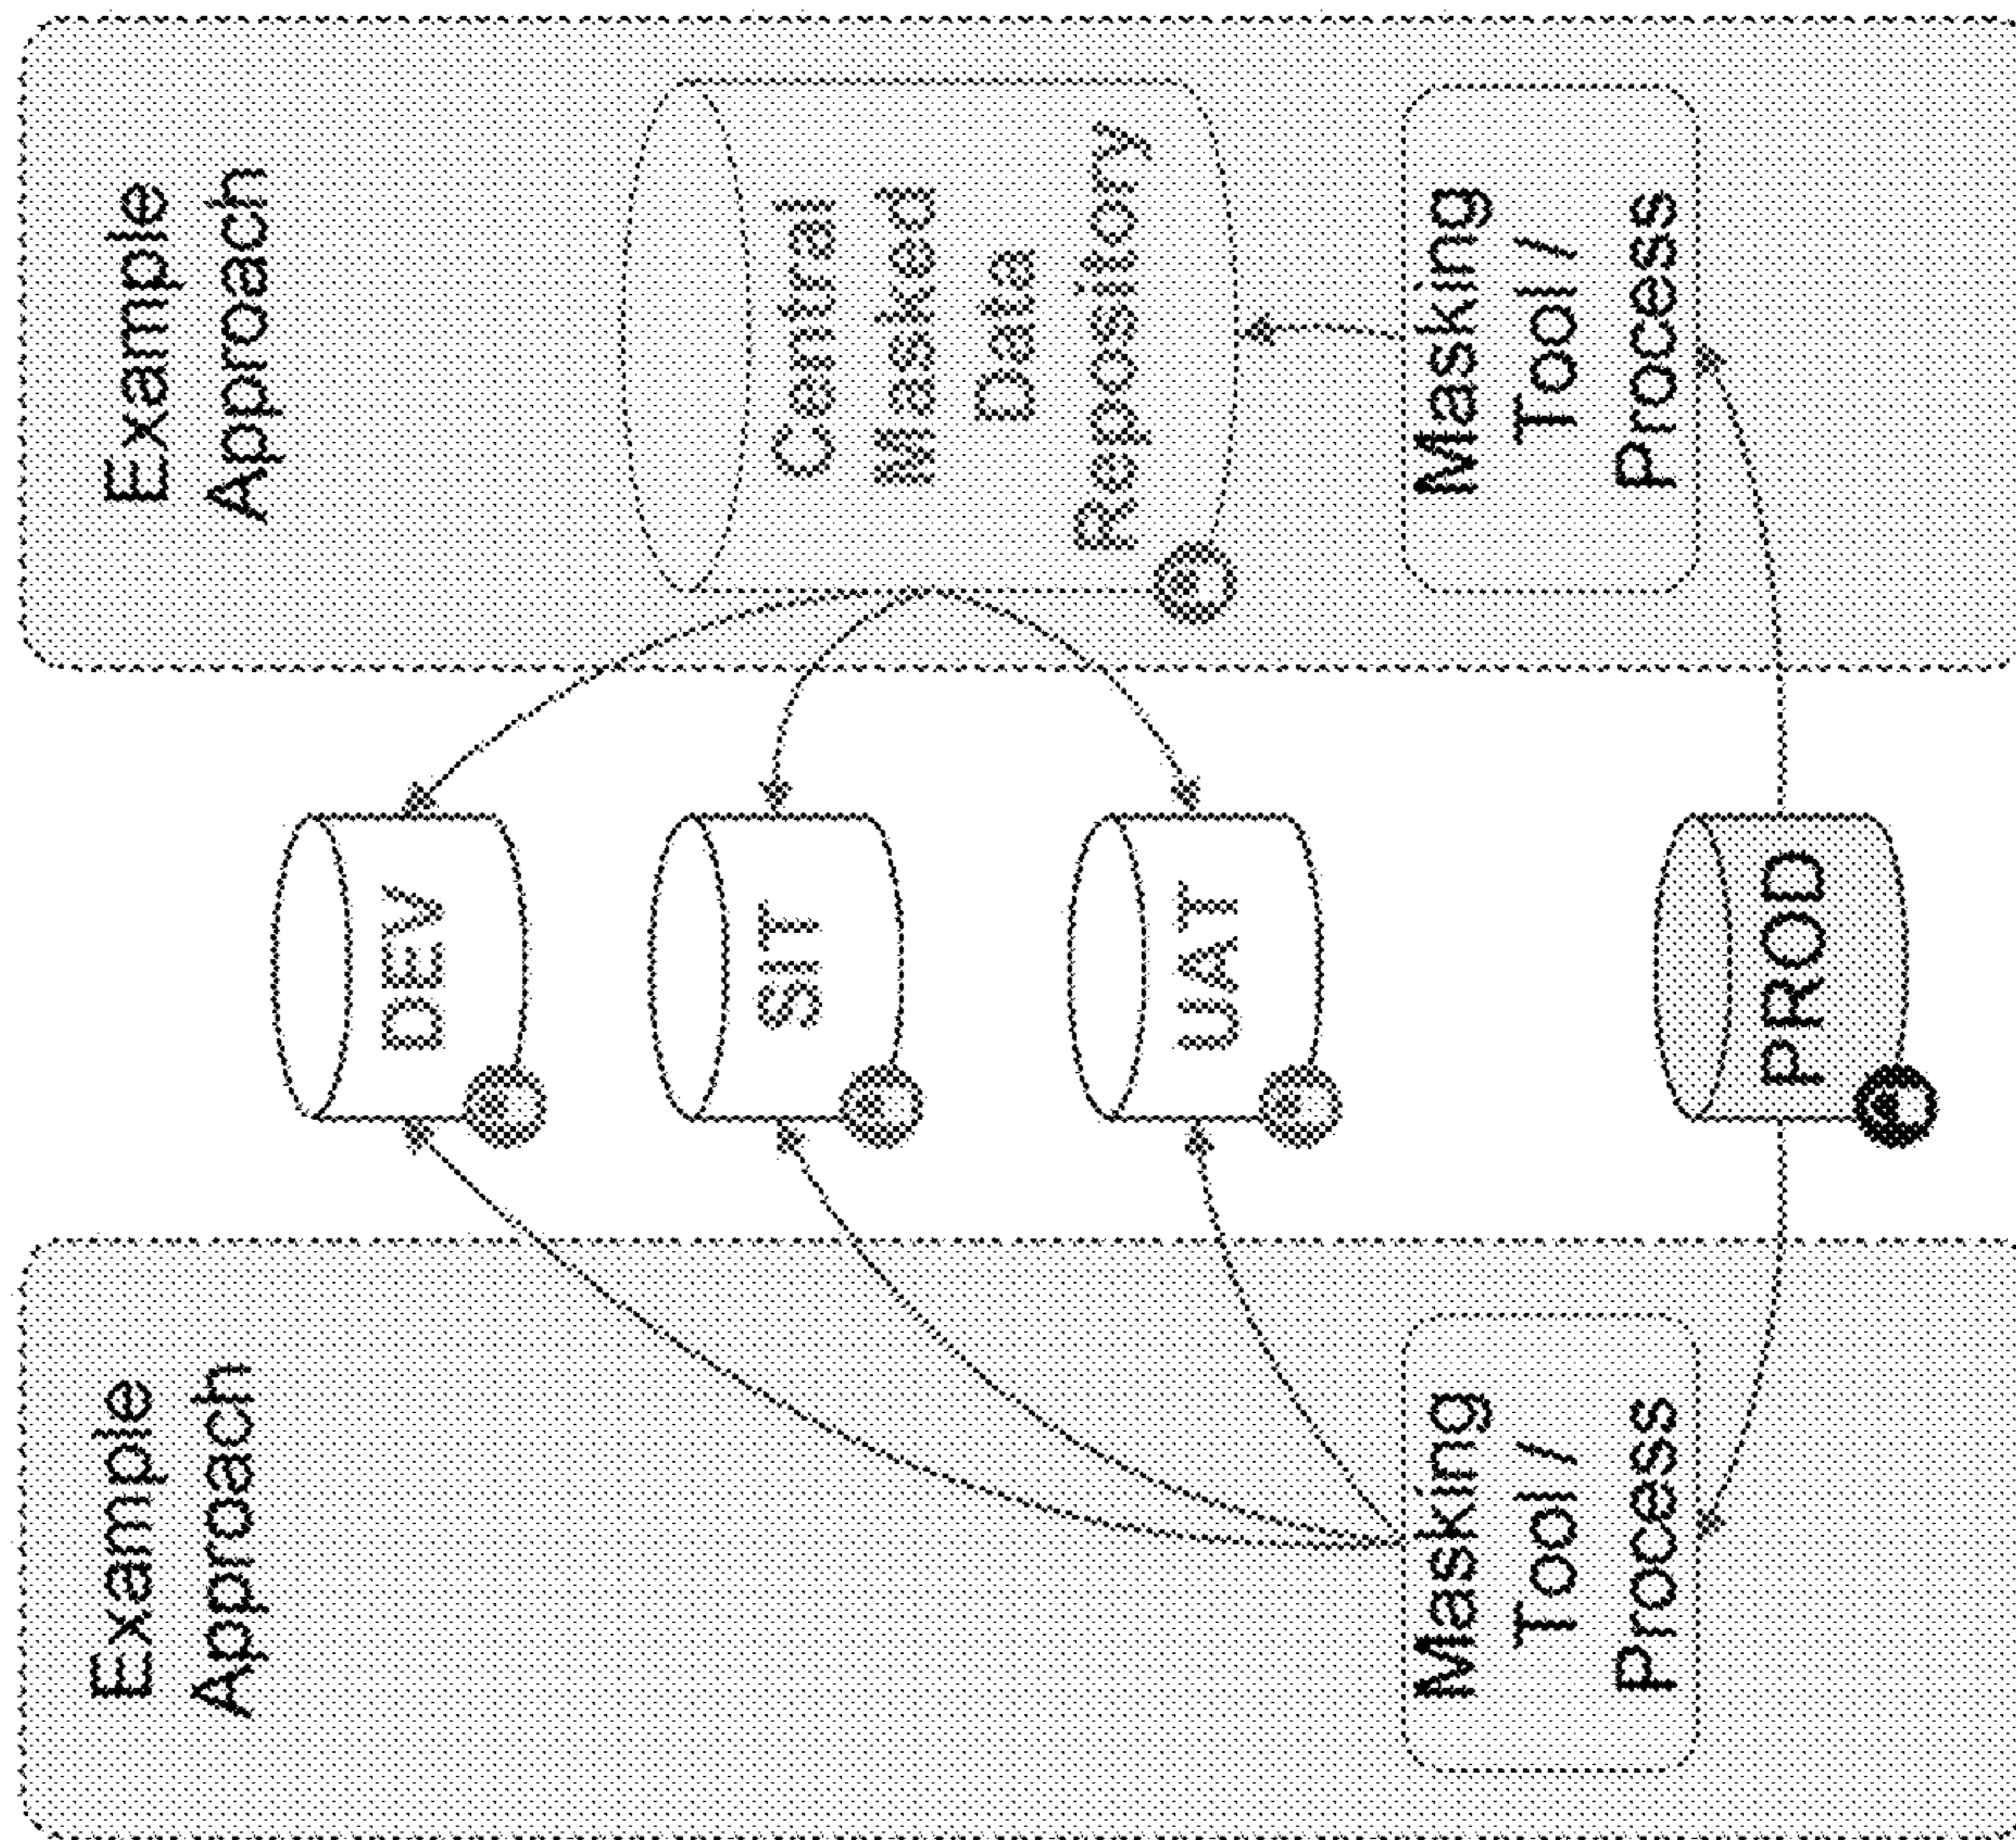 Example
Approach
Masking
Tool /
Process
DEV
SIT
UAT
PROD
Example
Approach
Central
Masked
Data
Repository
Masking
Tool /
Process